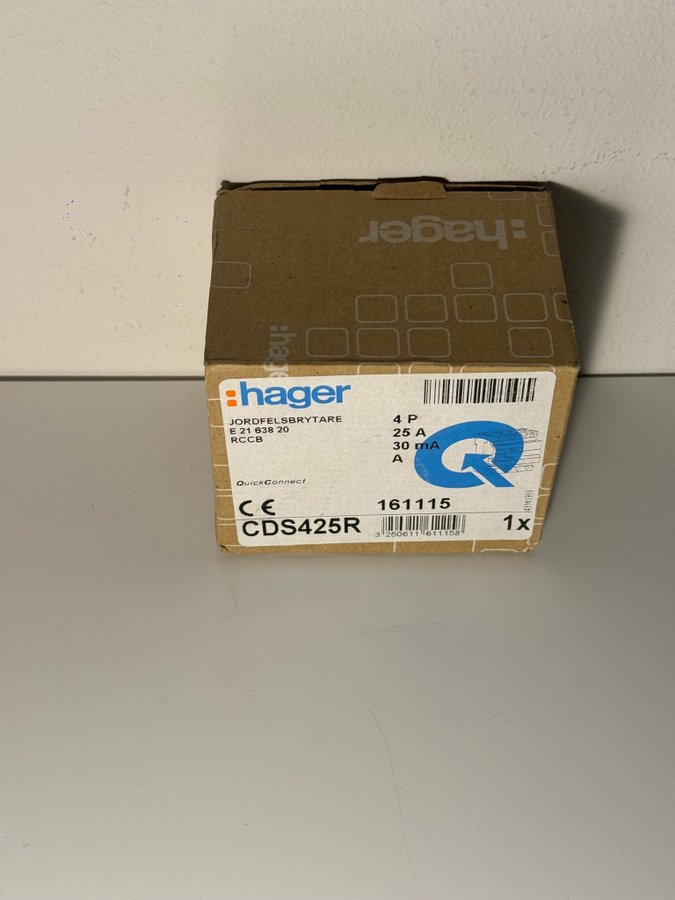 :hager
:hager
:hager
JORDFELSBRYTARE
E 21 638 20
RCCB
4 P
25 A
30 mA
A
QuickConnect
CE
161115
CDS425R
3 250611 611158
1x